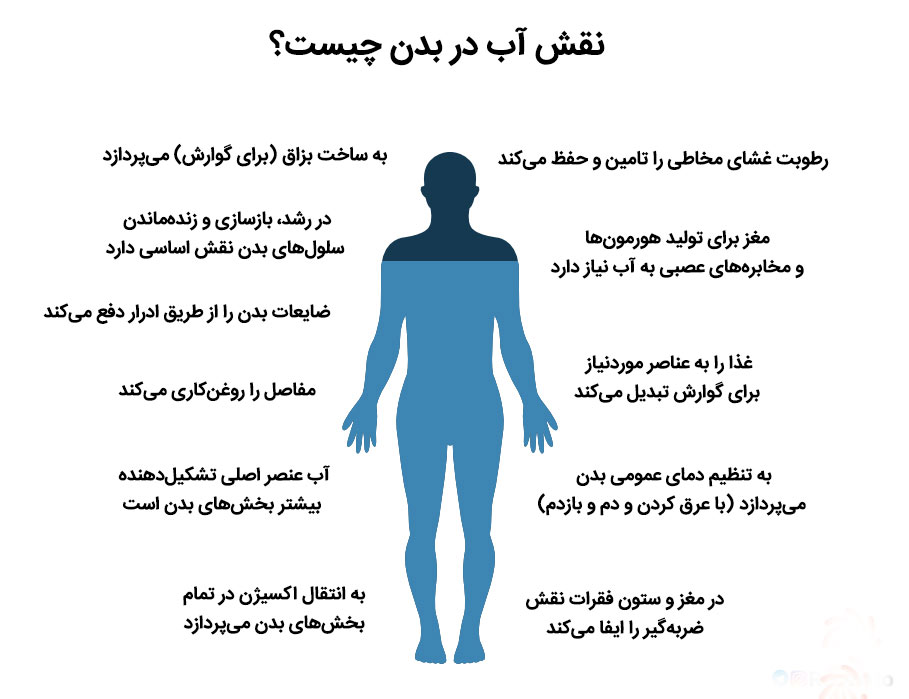 نقش آب در بدن چیست؟
رطوبت غشای مخاطی را تامین و حفظ می‌کند
مغز برای تولید هورمون‌ها
و مخابره‌های عصبی به آب نیاز دارد
غذا را به عناصر موردنیاز
برای گوارش تبدیل می‌کند
به تنظیم دمای عمومی بدن
می‌پردازد (با عرق کردن و دم و بازدم)
در مغز و ستون فقرات نقش
ضربه‌گیر را ایفا می‌کند
به ساخت بزاق (برای گوارش) می‌پردازد
در رشد، بازسازی و زنده‌ماندن
سلول‌های بدن نقش اساسی دارد
ضایعات بدن را از طریق ادرار دفع می‌کند
مفاصل را روغن‌کاری می‌کند
آب عنصر اصلی تشکیل‌دهنده
بیشتر بخش‌های بدن است
به انتقال اکسیژن در تمام
بخش‌های بدن می‌پردازد